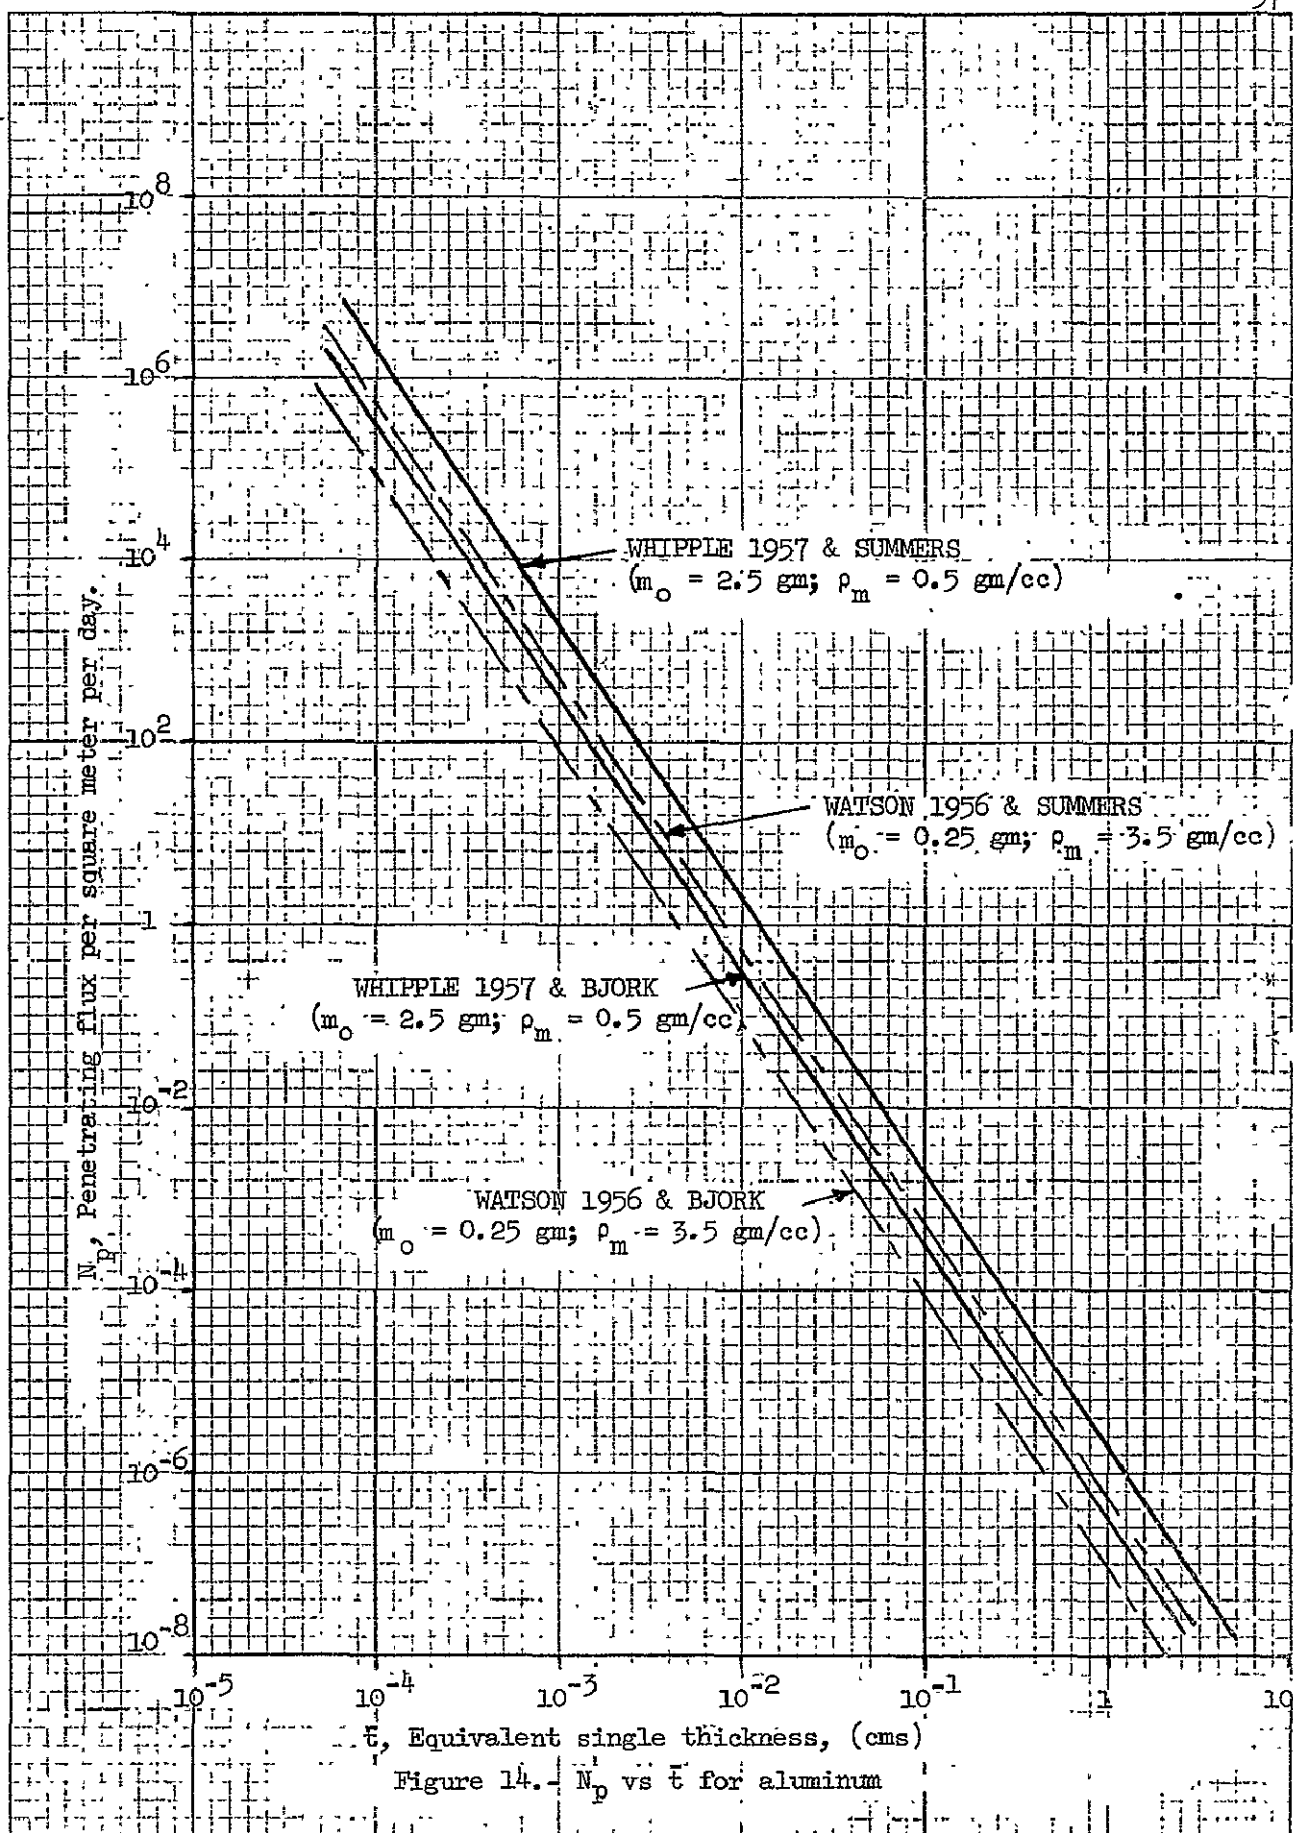 10^8
10^6
10^4
10^2
1
10^-2
10^-4
10^-6
10^-8
N_p, Penetrating flux per square meter per day.
WHIPPLE 1957 & SUMMERS
(m_o = 2.5 gm; ρ_m = 0.5 gm/cc)
WATSON 1956 & SUMMERS
(m_o = 0.25 gm; ρ_m = 3.5 gm/cc)
WHIPPLE 1957 & BJORK
(m_o = 2.5 gm; ρ_m = 0.5 gm/cc)
WATSON 1956 & BJORK
(m_o = 0.25 gm; ρ_m = 3.5 gm/cc)
10^-5 10^-4 10^-3 10^-2 10^-1 1 10
t̄, Equivalent single thickness, (cms)
Figure 14.- N_p vs t̄ for aluminum